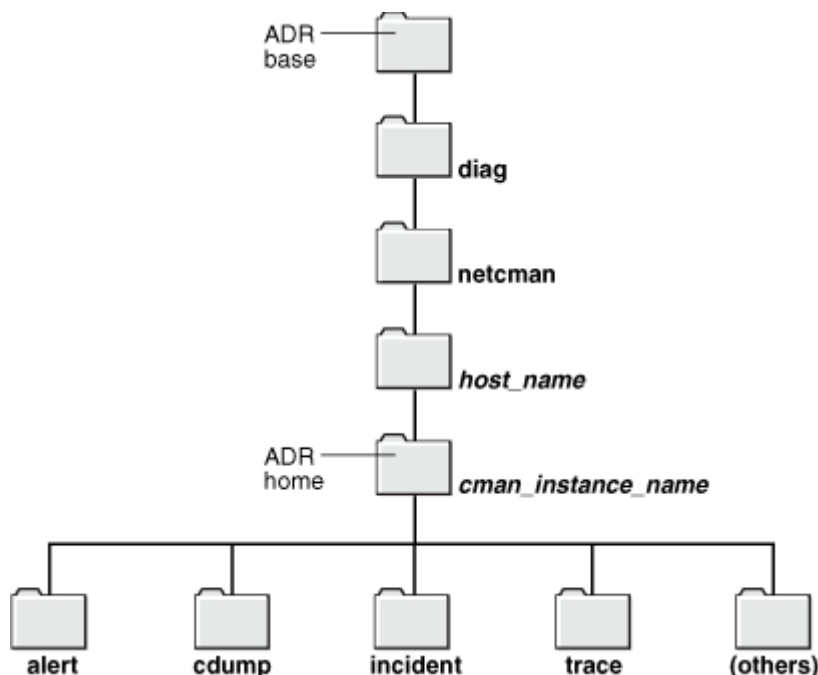 ADR
base
diag
netcman
host_name
ADR
home
cman_instance_name
alert
cdump
incident
trace
(others)